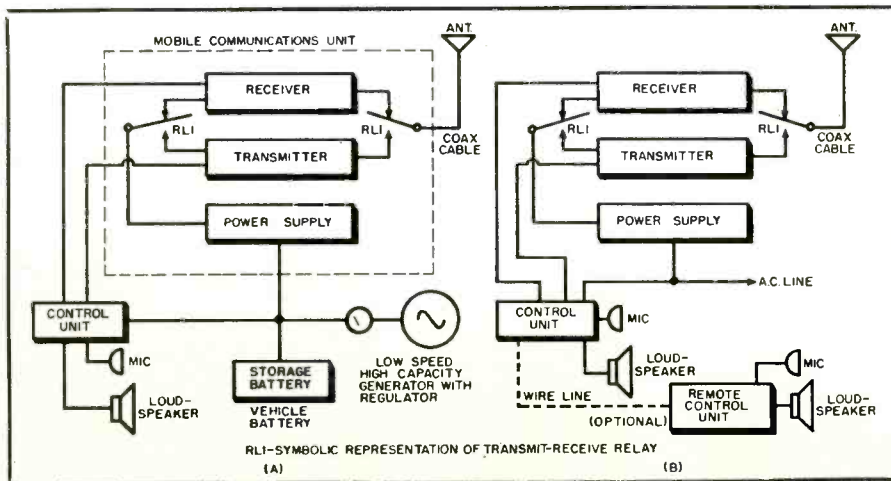 MOBILE COMMUNICATIONS UNIT
ANT.
RECEIVER
RL1
RL1
TRANSMITTER
COAX
CABLE
POWER SUPPLY
CONTROL
UNIT
MIC
LOUD-
SPEAKER
STORAGE
BATTERY
VEHICLE
BATTERY
LOW SPEED
HIGH CAPACITY
GENERATOR WITH
REGULATOR
(A)
ANT.
RECEIVER
RL1
RL1
TRANSMITTER
COAX
CABLE
POWER SUPPLY
A.C. LINE
CONTROL
UNIT
MIC
LOUD-
SPEAKER
WIRE LINE
(OPTIONAL)
REMOTE
CONTROL
UNIT
MIC
LOUD-
SPEAKER
RL1-SYMBOLIC REPRESENTATION OF TRANSMIT-RECEIVE RELAY
(B)